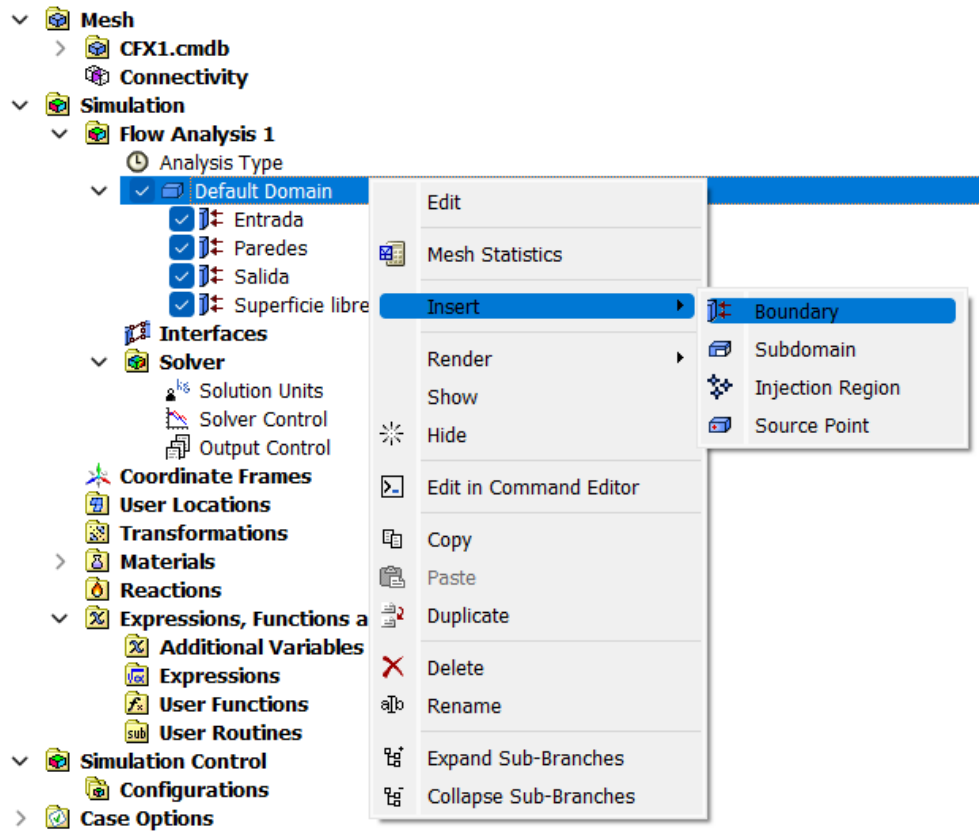 Mesh
CFX1.cmdb
Connectivity
Simulation
Flow Analysis 1
Analysis Type
Default Domain
Entrada
Paredes
Salida
Superficie libre
Interfaces
Solver
kg
Solution Units
Solver Control
Output Control
Coordinate Frames
User Locations
Transformations
Materials
Reactions
Expressions, Functions a
Additional Variables
Expressions
User Functions
sub User Routines
Simulation Control
Configurations
Case Options
Edit
Mesh Statistics
Insert
Render
Show
Hide
Edit in Command Editor
Copy
Paste
Duplicate
Delete
Rename
Expand Sub-Branches
Collapse Sub-Branches
Boundary
Subdomain
Injection Region
Source Point